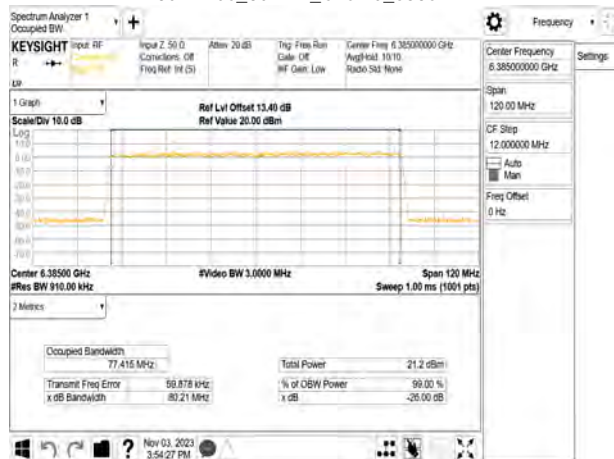 Spectrum Analyzer 1
Occupied BW
Frequency
KEYSIGHT
Input: RF
Input Z: 50 Ω
Corrections: Off
Freq Ref: Int (S)
Atten: 20 dB
Trig: Free Run
Gate: Off
#IF Gain: Low
Center Freq: 6.385000000 GHz
Avg|Hold: 10/10
Radio Std: None
Center Frequency
6.385000000 GHz
Settings
Span
120.00 MHz
CF Step
12.000000 MHz
Auto
Man
Freq Offset
0 Hz
1 Graph
Scale/Div 10.0 dB
Ref Lvl Offset 13.40 dB
Ref Value 20.00 dBm
Log
Center 6.38500 GHz
#Res BW 910.00 kHz
#Video BW 3.0000 MHz
Span 120 MHz
Sweep 1.00 ms (1001 pts)
2 Metrics
Occupied Bandwidth
77.415 MHz
Total Power
21.2 dBm
Transmit Freq Error
59.878 kHz
% of OBW Power
99.00 %
x dB Bandwidth
80.21 MHz
x dB
-26.00 dB
Nov 03, 2023
3:54:27 PM